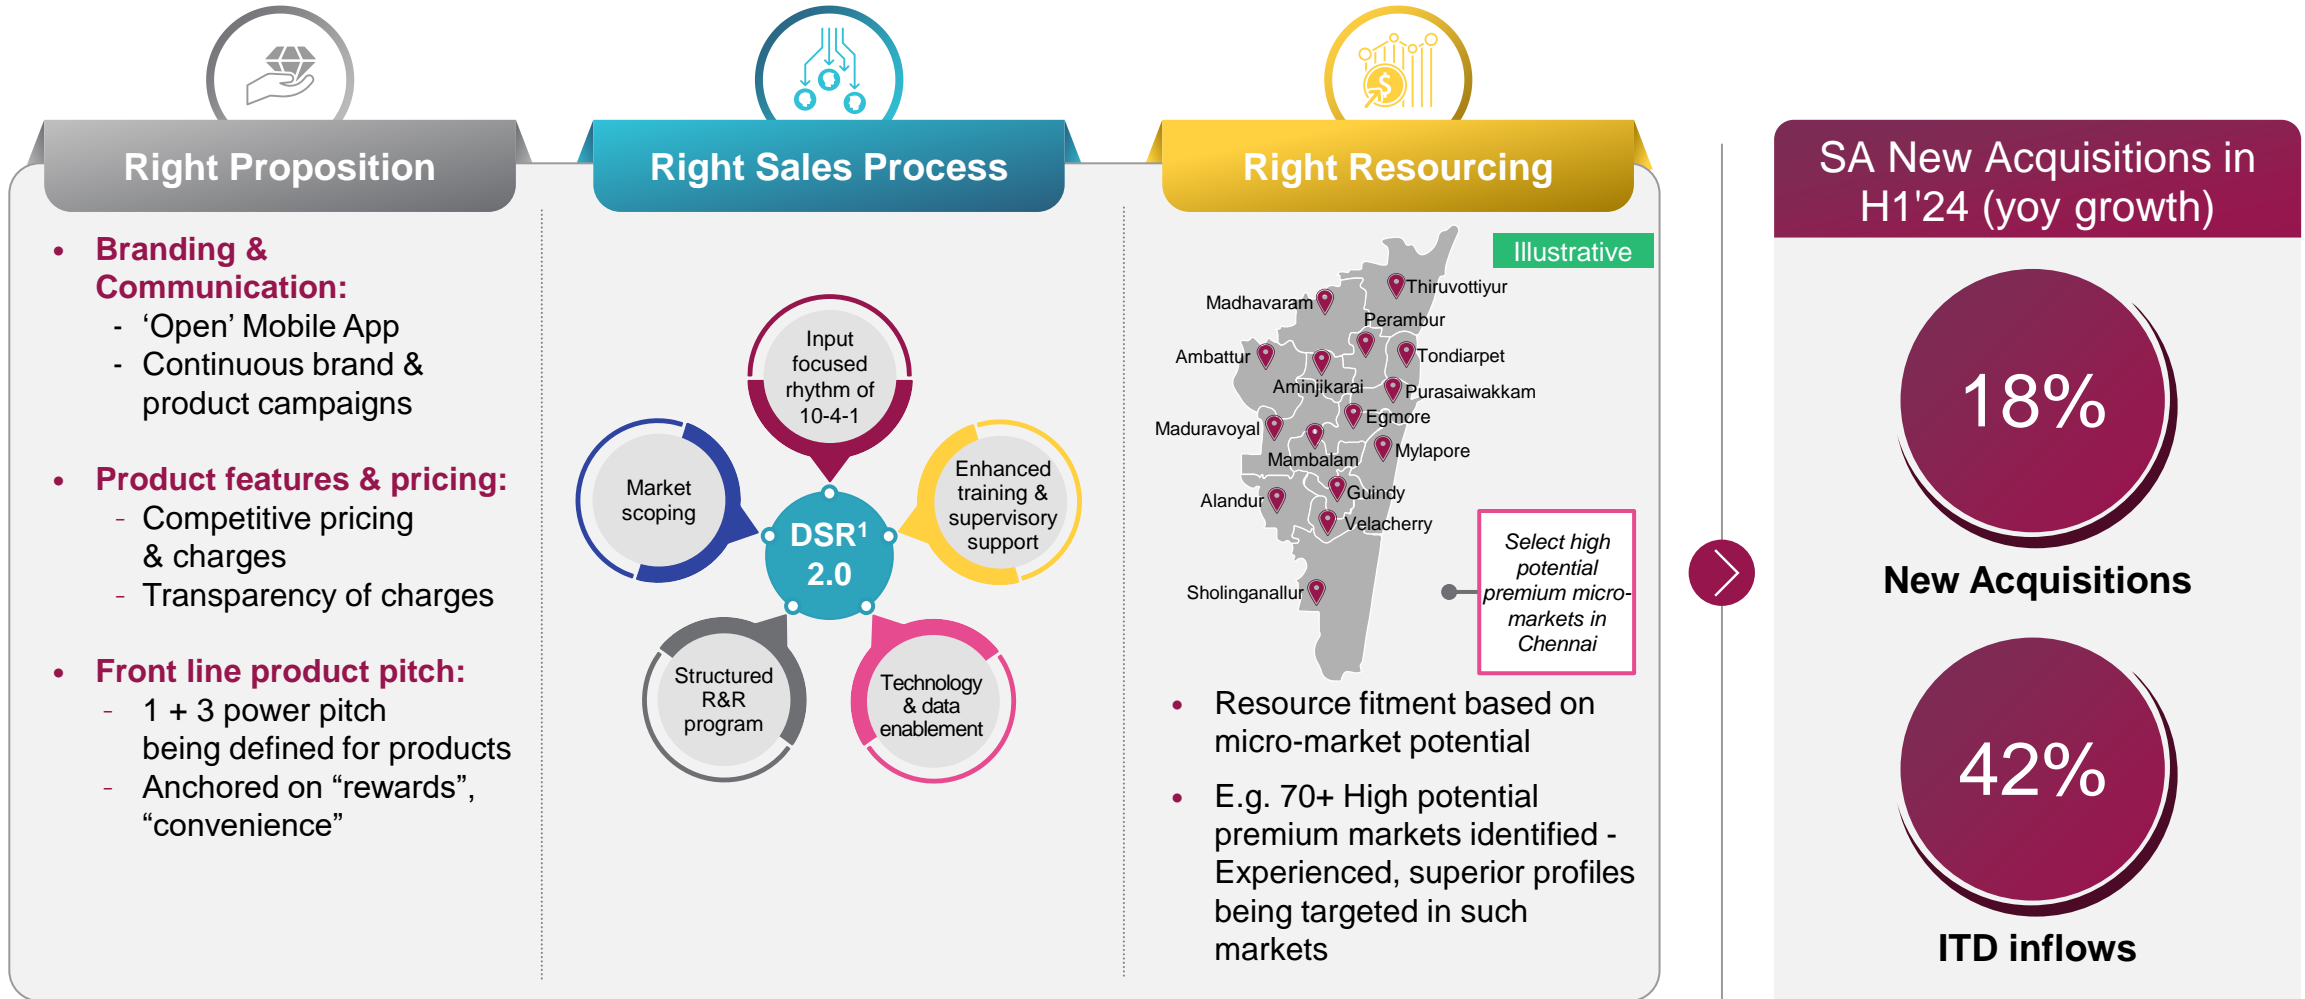 Right Proposition
• Branding &
Communication:
- ‘Open’ Mobile App
- Continuous brand &
product campaigns
• Product features & pricing:
- Competitive pricing
& charges
- Transparency of charges
• Front line product pitch:
- 1 + 3 power pitch
being defined for products
- Anchored on “rewards”,
“convenience”
Right Sales Process
Input
focused
rhythm of
10-4-1
Market
scoping
Enhanced
training &
supervisory
support
DSR¹
2.0
Structured
R&R
program
Technology
& data
enablement
Right Resourcing
Illustrative
Thiruvottiyur
Madhavaram
Perambur
Ambattur
Tondiarpet
Aminjikarai
Purasaiwakkam
Egmore
Maduravoyal
Mylapore
Mambalam
Guindy
Alandur
Velacherry
Sholinganallur
Select high
potential
premium micro-
markets in
Chennai
• Resource fitment based on
micro-market potential
• E.g. 70+ High potential
premium markets identified -
Experienced, superior profiles
being targeted in such
markets
SA New Acquisitions in
H1'24 (yoy growth)
18%
New Acquisitions
42%
ITD inflows